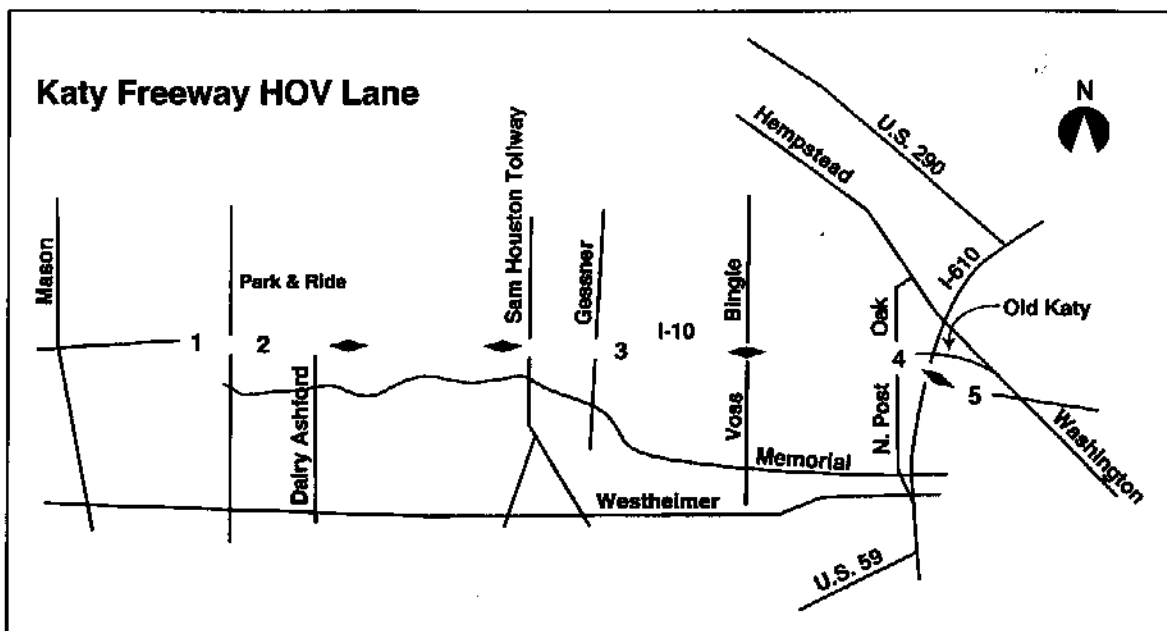 Katy Freeway HOV Lane
N
U.S. 290
Hempstead
Sam Houston Tollway
Mason
Park & Ride
Gessner
Bingle
I-610
I-10
Oak
Old Katy
1
2
3
4
5
Dairy Ashford
Voss
N. Post
Memorial
Washington
Westheimer
U.S. 59